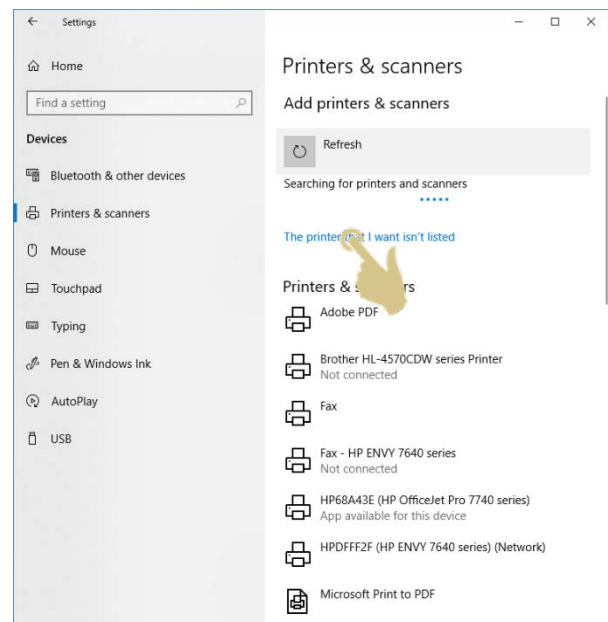 Settings
Home
Find a setting
Devices
Bluetooth & other devices
Printers & scanners
Mouse
Touchpad
Typing
Pen & Windows Ink
AutoPlay
USB
Printers & scanners
Add printers & scanners
Refresh
Searching for printers and scanners
The printer that I want isn't listed
Printers & scanners
Adobe PDF
Brother HL-4570CDW series Printer
Not connected
Fax
Fax - HP ENVY 7640 series
Not connected
HP68A43E (HP OfficeJet Pro 7740 series)
App available for this device
HPDFFF2F (HP ENVY 7640 series) (Network)
Microsoft Print to PDF